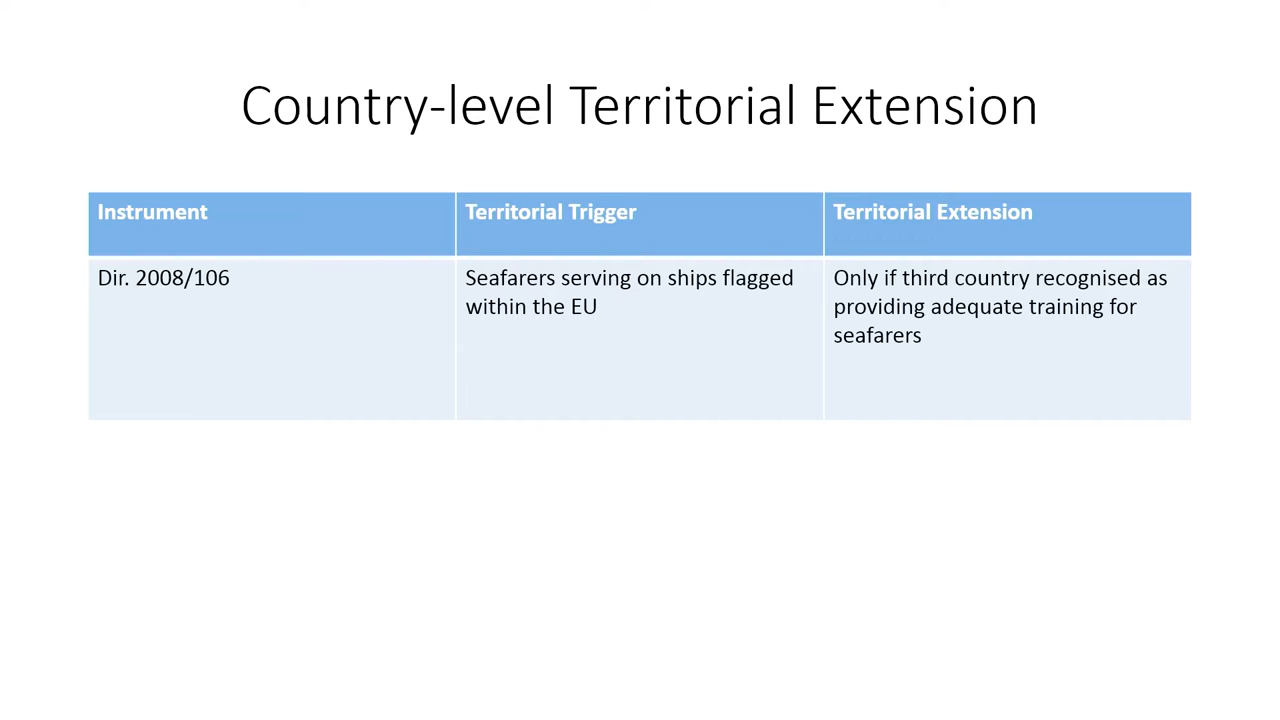 Country-level Territorial Extension
Instrument
Territorial Trigger
Territorial Extension
Dir. 2008/106
Seafarers serving on ships flagged
within the EU
Only if third country recognised as
providing adequate training for
seafarers